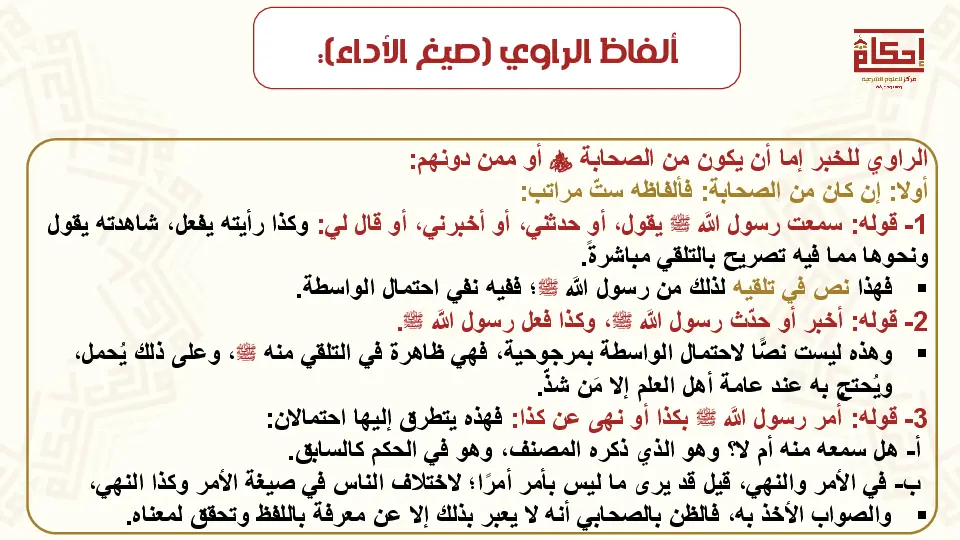 ألفاظ الراوي (صيغ الأداء):
إحكام
مركز للعلوم الشرعية
الراوي للخبر إما أن يكون من الصحابة أو ممن دونهم:
أولا: إن كان من الصحابة: فألفاظه ستّ مراتب:
1- قوله: سمعت رسول الله ﷺ يقول، أو حدثني، أو أخبرني، أو قال لي: وكذا رأيته يفعل، شاهدته يقول
ونحوها مما فيه تصريح بالتلقي مباشرةً.
▪ فهذا نص في تلقيه لذلك من رسول الله ﷺ؛ ففيه نفي احتمال الواسطة.
2- قوله: أخبر أو حدّث رسول الله ﷺ، وكذا فعل رسول الله ﷺ.
▪ وهذه ليست نصًّا لاحتمال الواسطة بمرجوحية، فهي ظاهرة في التلقي منه ﷺ، وعلى ذلك يُحمل،
ويُحتج به عند عامة أهل العلم إلا مَن شذّ.
3- قوله: أمر رسول الله ﷺ بكذا أو نهى عن كذا: فهذه يتطرق إليها احتمالان:
أ- هل سمعه منه أم لا؟ وهو الذي ذكره المصنف، وهو في الحكم كالسابق.
ب- في الأمر والنهي، قيل قد يرى ما ليس بأمر أمرًا؛ لاختلاف الناس في صيغة الأمر وكذا النهي،
▪ والصواب الأخذ به، فالظن بالصحابي أنه لا يعبر بذلك إلا عن معرفة باللفظ وتحقق لمعناه.